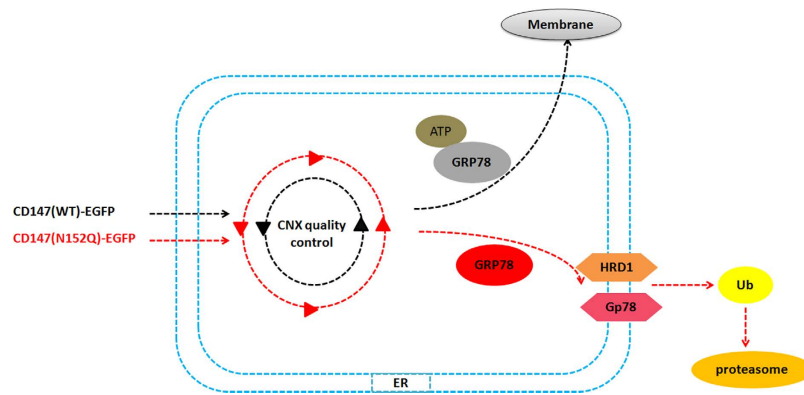 Membrane
ATP
GRP78
CD147(WT)-EGFP
CD147(N152Q)-EGFP
CNX quality
control
GRP78
HRD1
Gp78
Ub
proteasome
ER